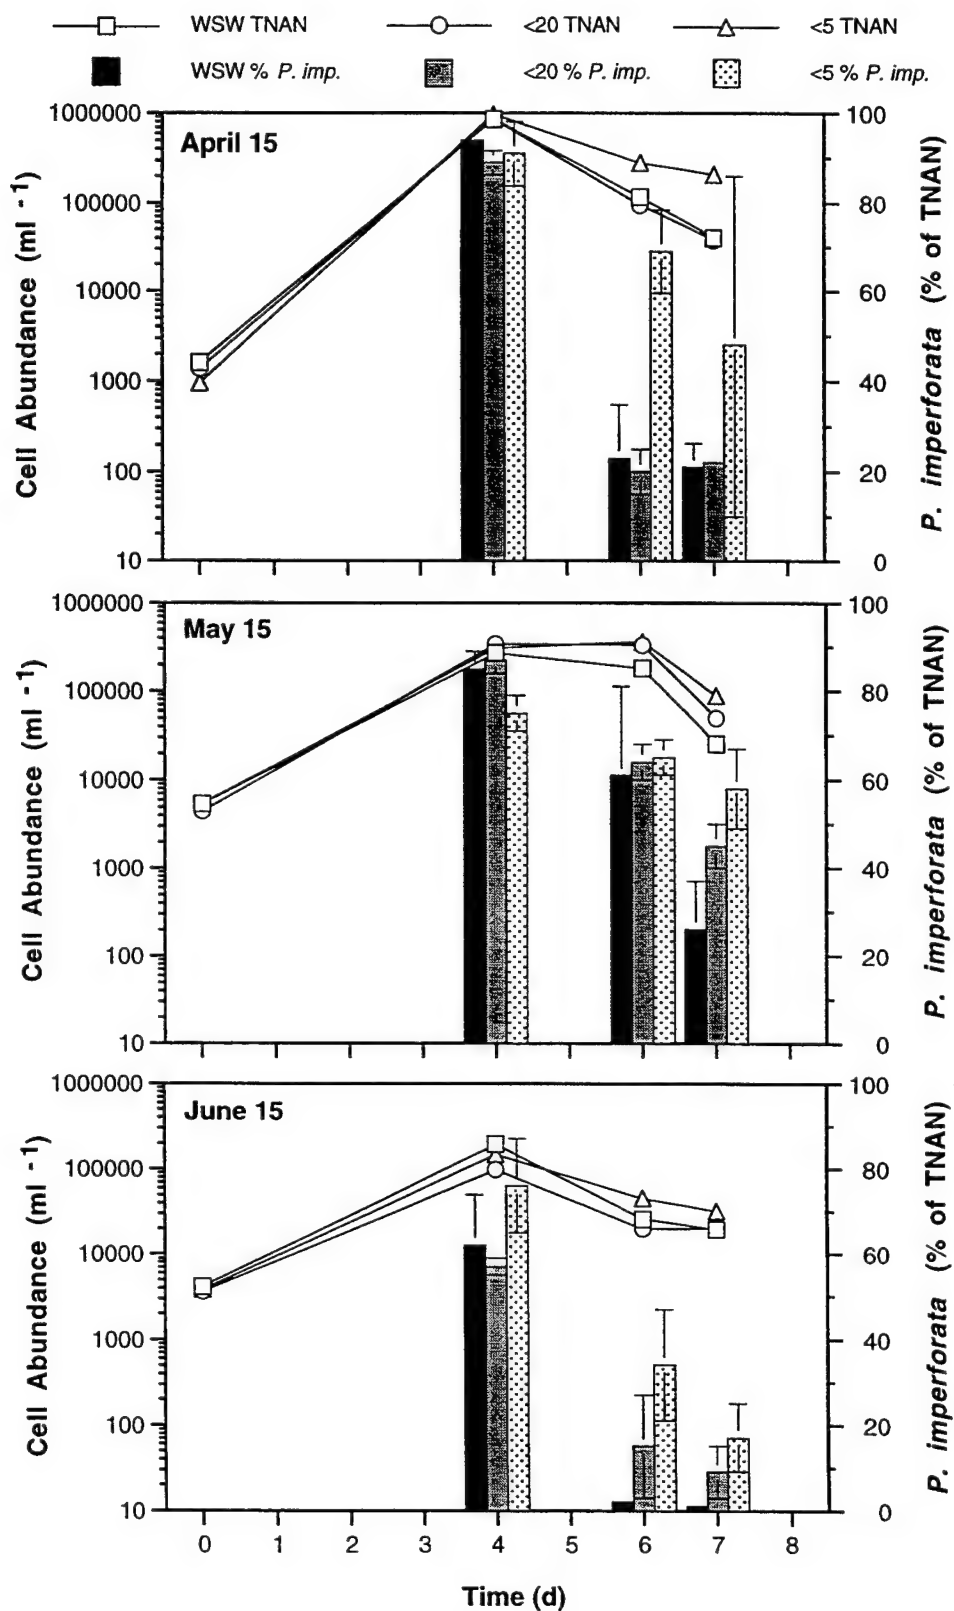 WSW TNAN <20 TNAN <5 TNAN
WSW % P. imp. <20 % P. imp. <5 % P. imp.
April 15
Cell Abundance (ml -1)
1000000
100000
10000
1000
100
10
100
80
60
40
20
0
P. imperforata (% of TNAN)
May 15
Cell Abundance (ml -1)
1000000
100000
10000
1000
100
10
100
80
60
40
20
0
P. imperforata (% of TNAN)
June 15
Cell Abundance (ml -1)
1000000
100000
10000
1000
100
10
100
80
60
40
20
0
P. imperforata (% of TNAN)
0 1 2 3 4 5 6 7 8
Time (d)